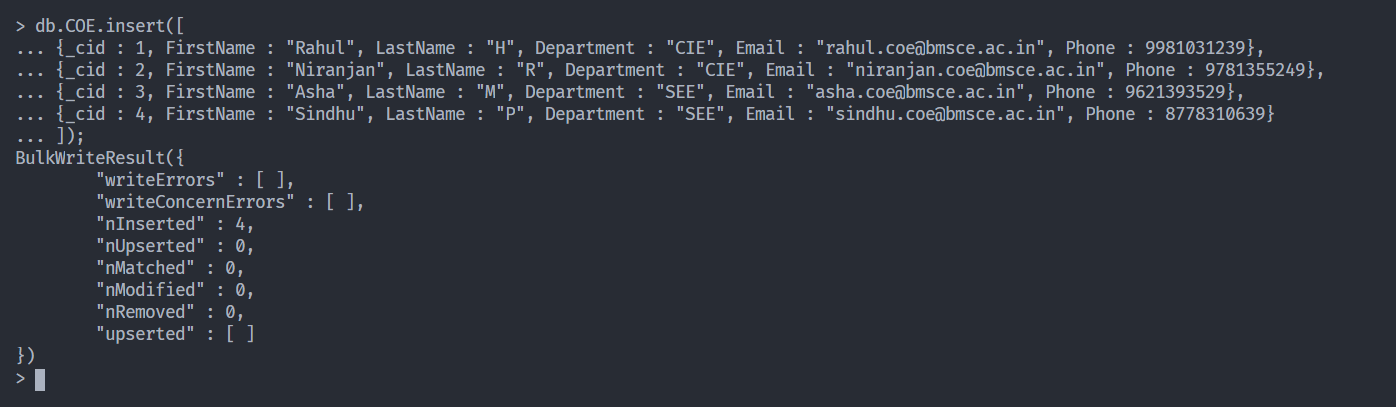 > db.COE.insert([
... {_cid : 1, FirstName : "Rahul", LastName : "H", Department : "CIE", Email : "rahul.coe@bmsce.ac.in", Phone : 9981031239},
... {_cid : 2, FirstName : "Niranjan", LastName : "R", Department : "CIE", Email : "niranjan.coe@bmsce.ac.in", Phone : 9781355249},
... {_cid : 3, FirstName : "Asha", LastName : "M", Department : "SEE", Email : "asha.coe@bmsce.ac.in", Phone : 9621393529},
... {_cid : 4, FirstName : "Sindhu", LastName : "P", Department : "SEE", Email : "sindhu.coe@bmsce.ac.in", Phone : 8778310639}
... ]);
BulkWriteResult({
        "writeErrors" : [ ],
        "writeConcernErrors" : [ ],
        "nInserted" : 4,
        "nUpserted" : 0,
        "nMatched" : 0,
        "nModified" : 0,
        "nRemoved" : 0,
        "upserted" : [ ]
})
>